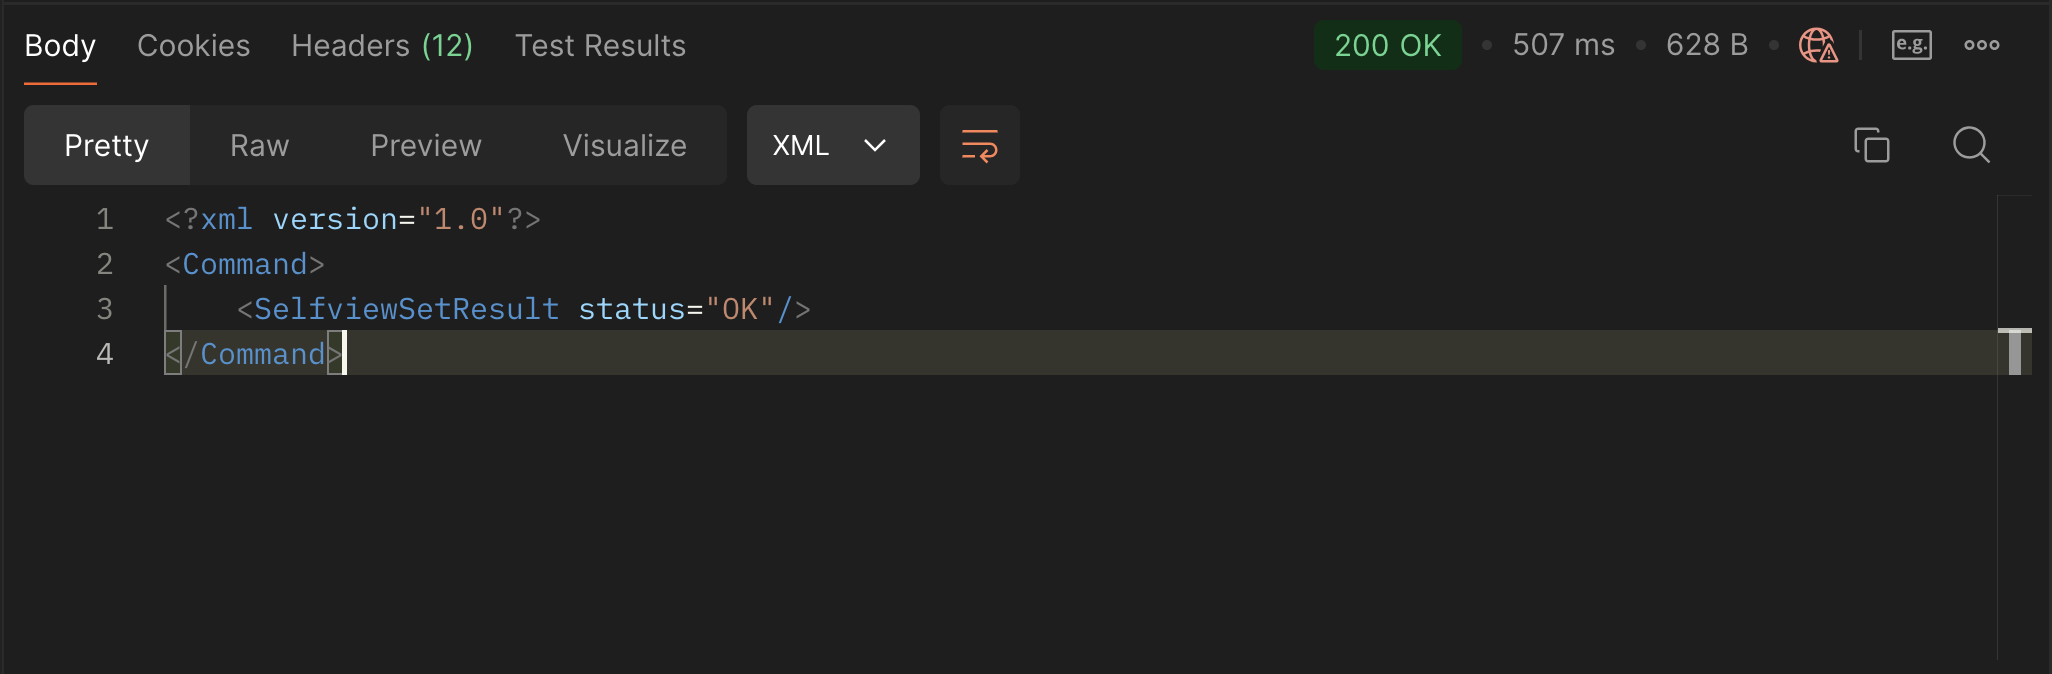 Body Cookies Headers (12) Test Results 200 OK 507 ms 628 B e.g.
Pretty Raw Preview Visualize XML
1 <?xml version="1.0"?>
2 <Command>
3 <SelfviewSetResult status="OK"/>
4 </Command>